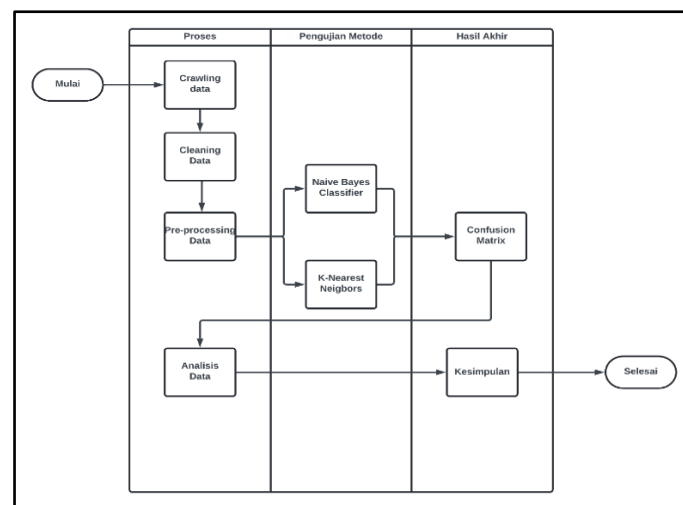 Proses
Pengujian Metode
Hasil Akhir
Mulai
Crawling
data
Cleaning
Data
Pre-processing
Data
Naive Bayes
Classifier
K-Nearest
Neigbors
Confusion
Matrix
Analisis
Data
Kesimpulan
Selesai